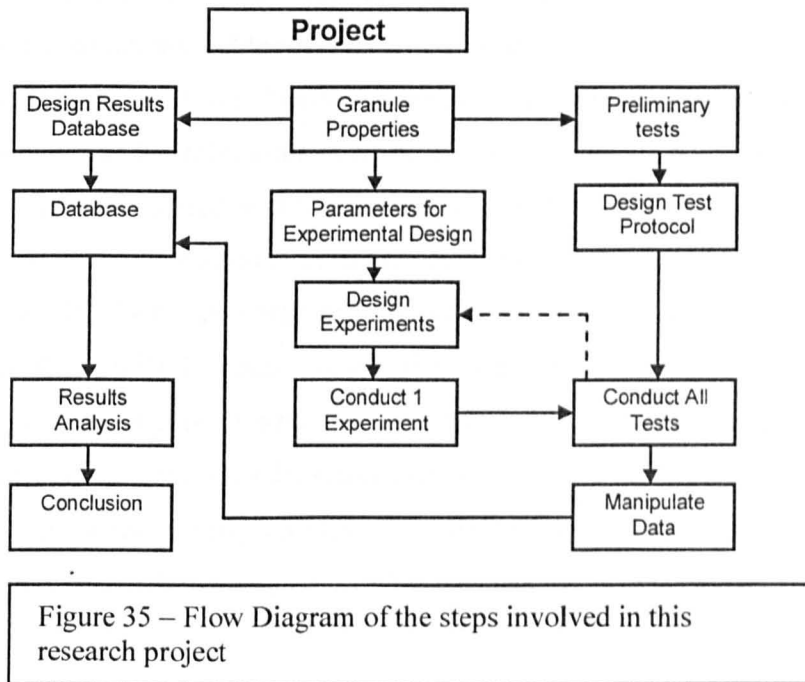 Project
Design Results
Database
Granule
Properties
Preliminary
tests
Database
Parameters for
Experimental Design
Design Test
Protocol
Design
Experiments
Results
Analysis
Conduct 1
Experiment
Conduct All
Tests
Conclusion
Manipulate
Data
Figure 35 – Flow Diagram of the steps involved in this
research project